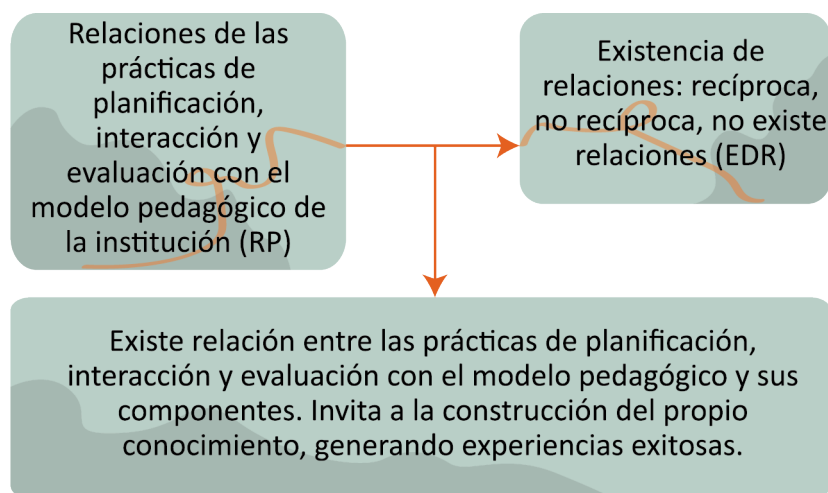 Relaciones de las
prácticas de
planificación,
interacción y
evaluación con el
modelo pedagógico de
la institución (RP)
Existencia de
relaciones: recíproca,
no recíproca, no existe
relaciones (EDR)
Existe relación entre las prácticas de planificación,
interacción y evaluación con el modelo pedagógico y sus
componentes. Invita a la construcción del propio
conocimiento, generando experiencias exitosas.